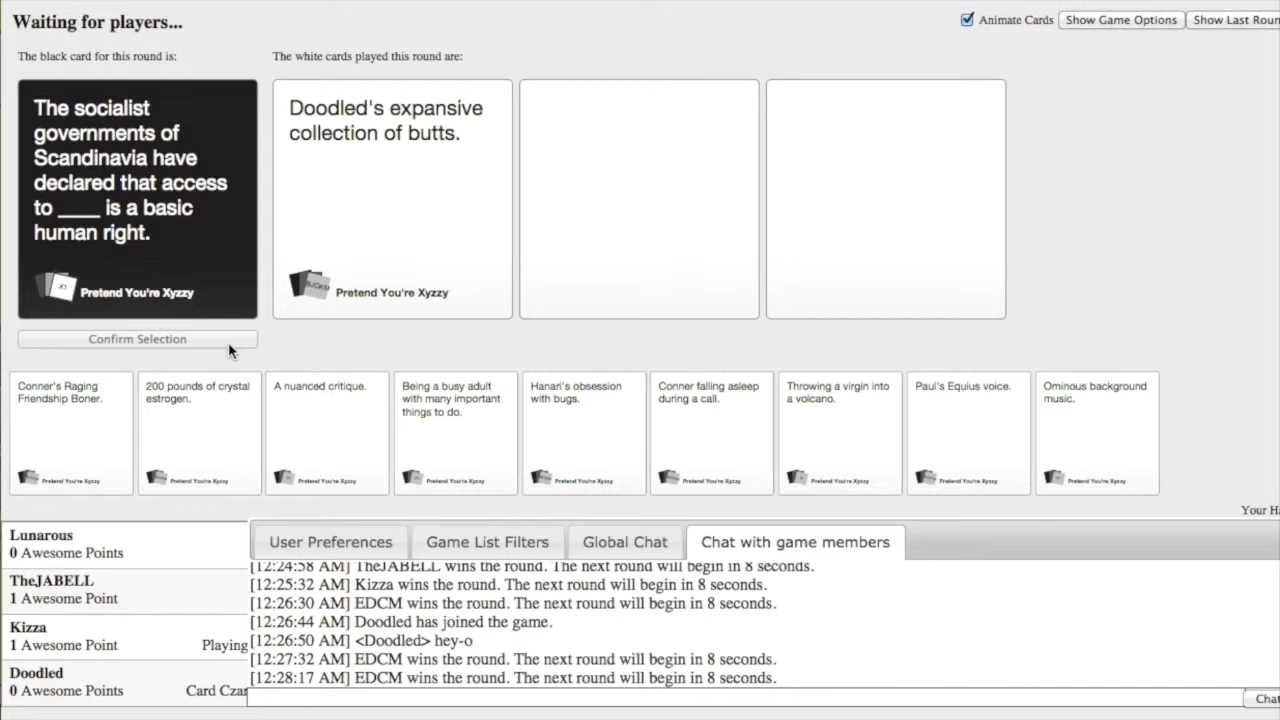 Waiting for players...
Animate Cards
Show Game Options
Show Last Roun
The black card for this round is:
The white cards played this round are:
The socialist
governments of
Scandinavia have
declared that access
to ____ is a basic
human right.
X1
Pretend You're Xyzzy
Doodled's expansive
collection of butts.
Pretend You're Xyzzy
Confirm Selection
Conner's Raging
Friendship Boner.
Pretend You're Xyzzy
200 pounds of crystal
estrogen.
Pretend You're Xyzzy
A nuanced critique.
Pretend You're Xyzzy
Being a busy adult
with many important
things to do.
Pretend You're Xyzzy
Hanari's obsession
with bugs.
Pretend You're Xyzzy
Conner falling asleep
during a call.
Pretend You're Xyzzy
Throwing a virgin into
a volcano.
Pretend You're Xyzzy
Paul's Equius voice.
Pretend You're Xyzzy
Ominous background
music.
Pretend You're Xyzzy
Your Ha
Lunarous
0 Awesome Points
TheJABELL
1 Awesome Point
Kizza
1 Awesome Point
Playing
Doodled
0 Awesome Points
Card Czar
User Preferences
Game List Filters
Global Chat
Chat with game members
[12:24:58 AM] TheJABELL wins the round. The next round will begin in 8 seconds.
[12:25:32 AM] Kizza wins the round. The next round will begin in 8 seconds.
[12:26:30 AM] EDCM wins the round. The next round will begin in 8 seconds.
[12:26:44 AM] Doodled has joined the game.
[12:26:50 AM] <Doodled> hey-o
[12:27:32 AM] EDCM wins the round. The next round will begin in 8 seconds.
[12:28:17 AM] EDCM wins the round. The next round will begin in 8 seconds.
Chat